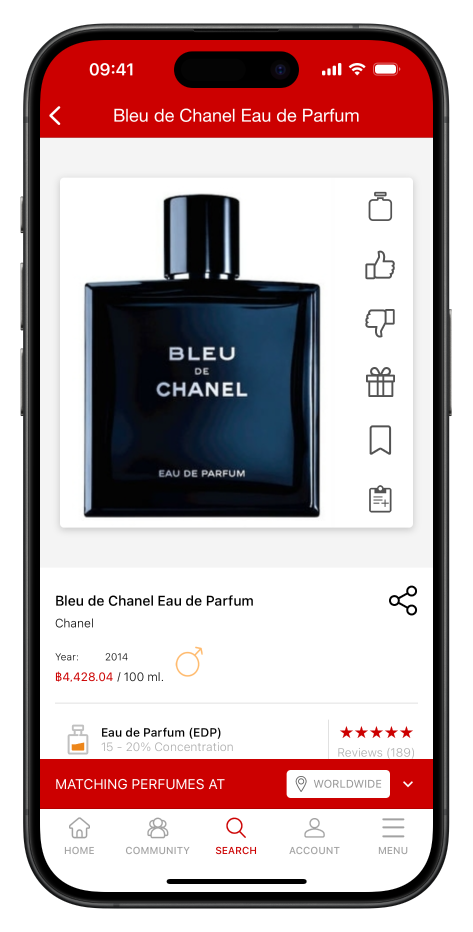 09:41
Bleu de Chanel Eau de Parfum
BLEU
DE
CHANEL
EAU DE PARFUM
Bleu de Chanel Eau de Parfum
Chanel
Year: 2014
฿4,428.04 / 100 ml.
Eau de Parfum (EDP)
15 - 20% Concentration
★★★★★
Reviews (189)
MATCHING PERFUMES AT
WORLDWIDE
HOME COMMUNITY SEARCH ACCOUNT MENU